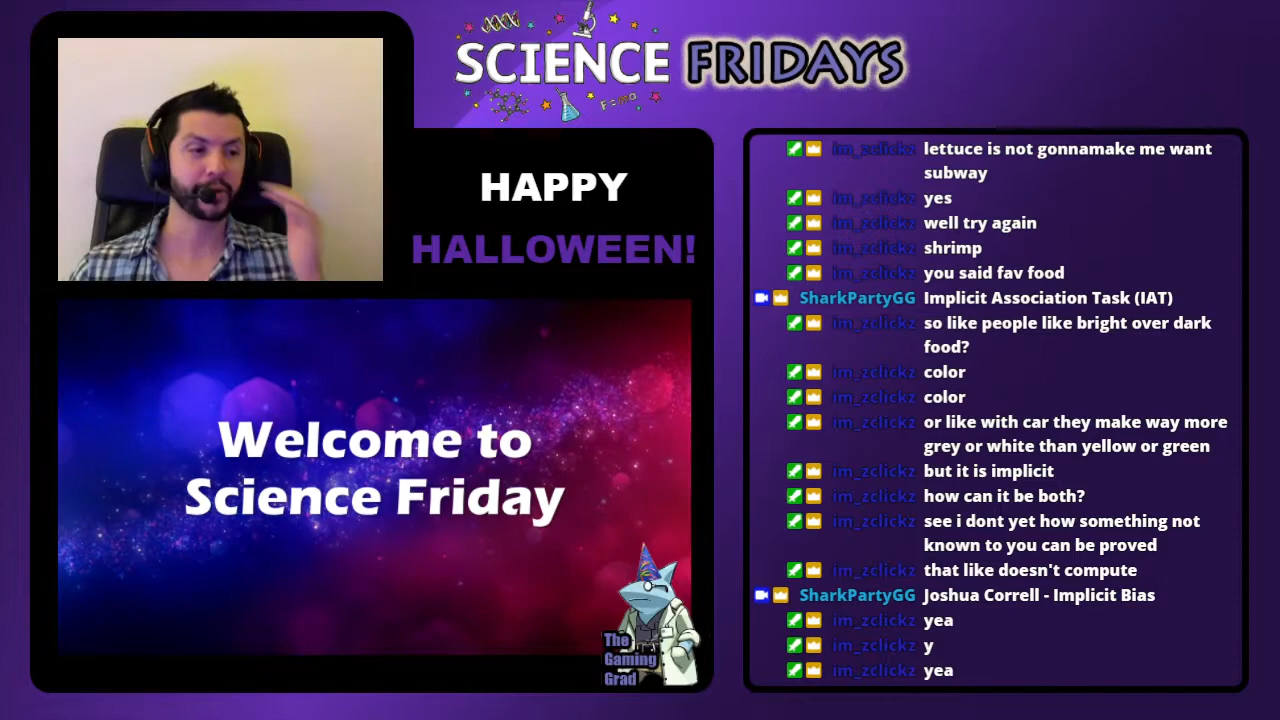 SCIENCE FRIDAYS
F=ma
HAPPY
HALLOWEEN!
Welcome to
Science Friday
The
Gaming
Grad
im_zclickz lettuce is not gonnamake me want
subway
im_zclickz yes
im_zclickz well try again
im_zclickz shrimp
im_zclickz you said fav food
SharkPartyGG Implicit Association Task (IAT)
im_zclickz so like people like bright over dark
food?
im_zclickz color
im_zclickz color
im_zclickz or like with car they make way more
grey or white than yellow or green
im_zclickz but it is implicit
im_zclickz how can it be both?
im_zclickz see i dont yet how something not
known to you can be proved
im_zclickz that like doesn't compute
SharkPartyGG Joshua Correll - Implicit Bias
im_zclickz yea
im_zclickz y
im_zclickz yea